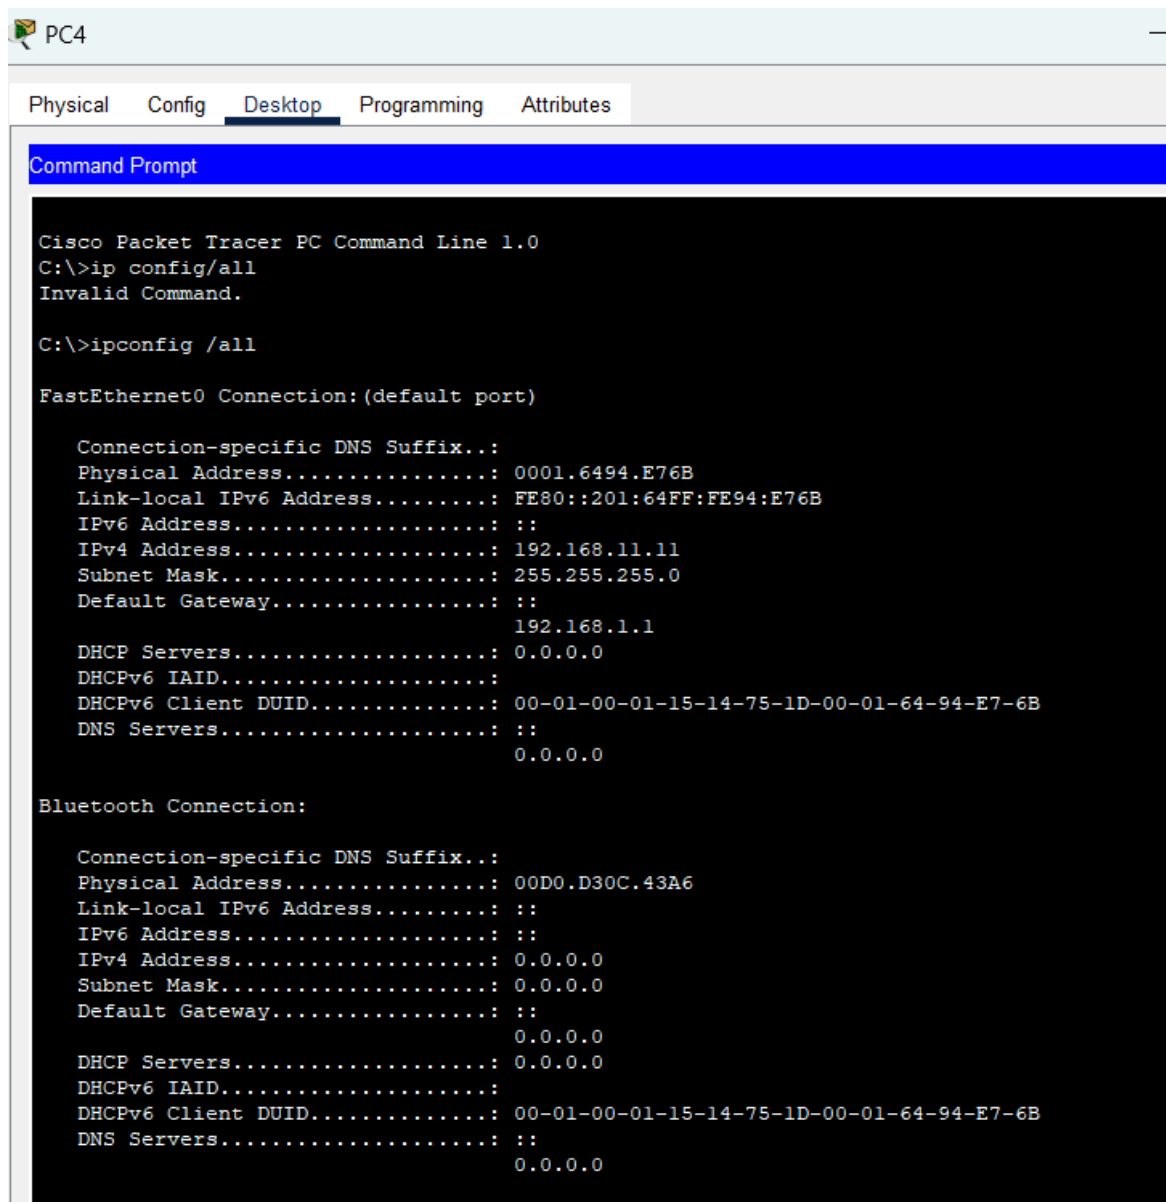 PC4
Physical Config Desktop Programming Attributes
Command Prompt
Cisco Packet Tracer PC Command Line 1.0
C:\>ip config/all
Invalid Command.
C:\>ipconfig /all
FastEthernet0 Connection:(default port)
Connection-specific DNS Suffix..:
Physical Address................: 0001.6494.E76B
Link-local IPv6 Address.........: FE80::201:64FF:FE94:E76B
IPv6 Address....................: ::
IPv4 Address....................: 192.168.11.11
Subnet Mask.....................: 255.255.255.0
Default Gateway.................: ::
192.168.1.1
DHCP Servers....................: 0.0.0.0
DHCPv6 IAID.....................:
DHCPv6 Client DUID..............: 00-01-00-01-15-14-75-1D-00-01-64-94-E7-6B
DNS Servers.....................: ::
0.0.0.0
Bluetooth Connection:
Connection-specific DNS Suffix..:
Physical Address................: 00D0.D30C.43A6
Link-local IPv6 Address.........: ::
IPv6 Address....................: ::
IPv4 Address....................: 0.0.0.0
Subnet Mask.....................: 0.0.0.0
Default Gateway.................: ::
0.0.0.0
DHCP Servers....................: 0.0.0.0
DHCPv6 IAID.....................:
DHCPv6 Client DUID..............: 00-01-00-01-15-14-75-1D-00-01-64-94-E7-6B
DNS Servers.....................: ::
0.0.0.0